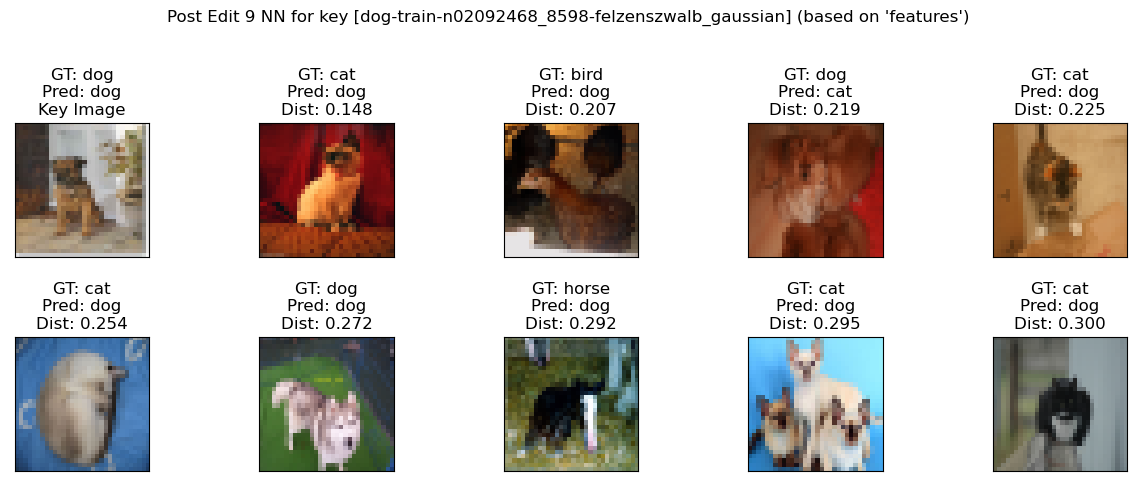 Post Edit 9 NN for key [dog-train-n02092468_8598-felzenszwalb_gaussian] (based on 'features')
GT: dog
Pred: dog
Key Image
GT: cat
Pred: dog
Dist: 0.148
GT: bird
Pred: dog
Dist: 0.207
GT: dog
Pred: cat
Dist: 0.219
GT: cat
Pred: dog
Dist: 0.225
GT: cat
Pred: dog
Dist: 0.254
GT: dog
Pred: dog
Dist: 0.272
GT: horse
Pred: dog
Dist: 0.292
GT: cat
Pred: dog
Dist: 0.295
GT: cat
Pred: dog
Dist: 0.300